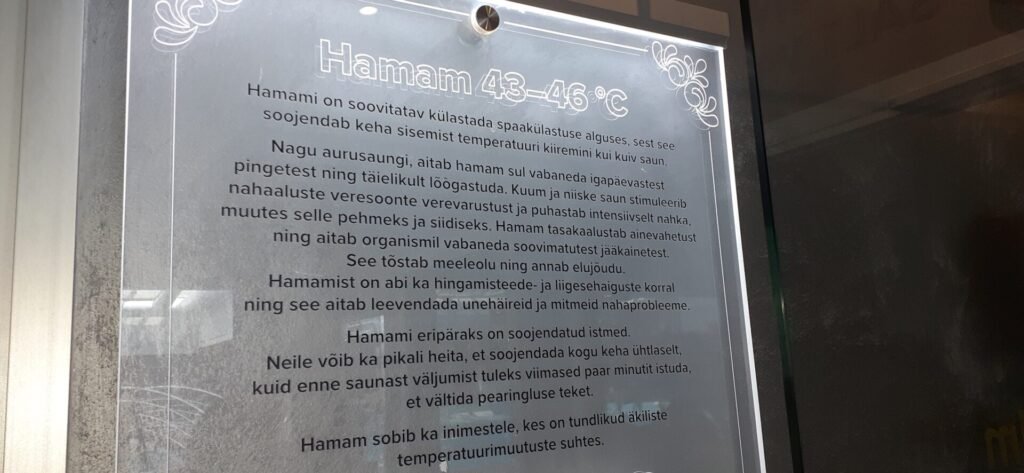 Hamam 43–46 °C
Hamami on soovitatav külastada spaakülastuse alguses, sest see
soojendab keha sisemist temperatuuri kiiremini kui kuiv saun.
Nagu aurusaungi, aitab hamam sul vabaneda igapäevastest
pingetest ning täielikult lõõgastuda. Kuum ja niiske saun stimuleerib
nahaaluste veresoonte verevarustust ja puhastab intensiivselt nahka,
muutes selle pehmeks ja siidiseks. Hamam tasakaalustab ainevahetust
ning aitab organismil vabaneda soovimatutest jääkainetest.
See tõstab meeleolu ning annab elujõudu.
Hamamist on abi ka hingamisteede- ja liigesehaiguste korral
ning see aitab leevendada unehäireid ja mitmeid nahaprobleeme.
Hamami eripäraks on soojendatud istmed.
Neile võib ka pikali heita, et soojendada kogu keha ühtlaselt,
kuid enne saunast väljumist tuleks viimased paar minutit istuda,
et vältida pearingluse teket.
Hamam sobib ka inimestele, kes on tundlikud äkiliste
temperatuurimuutuste suhtes.